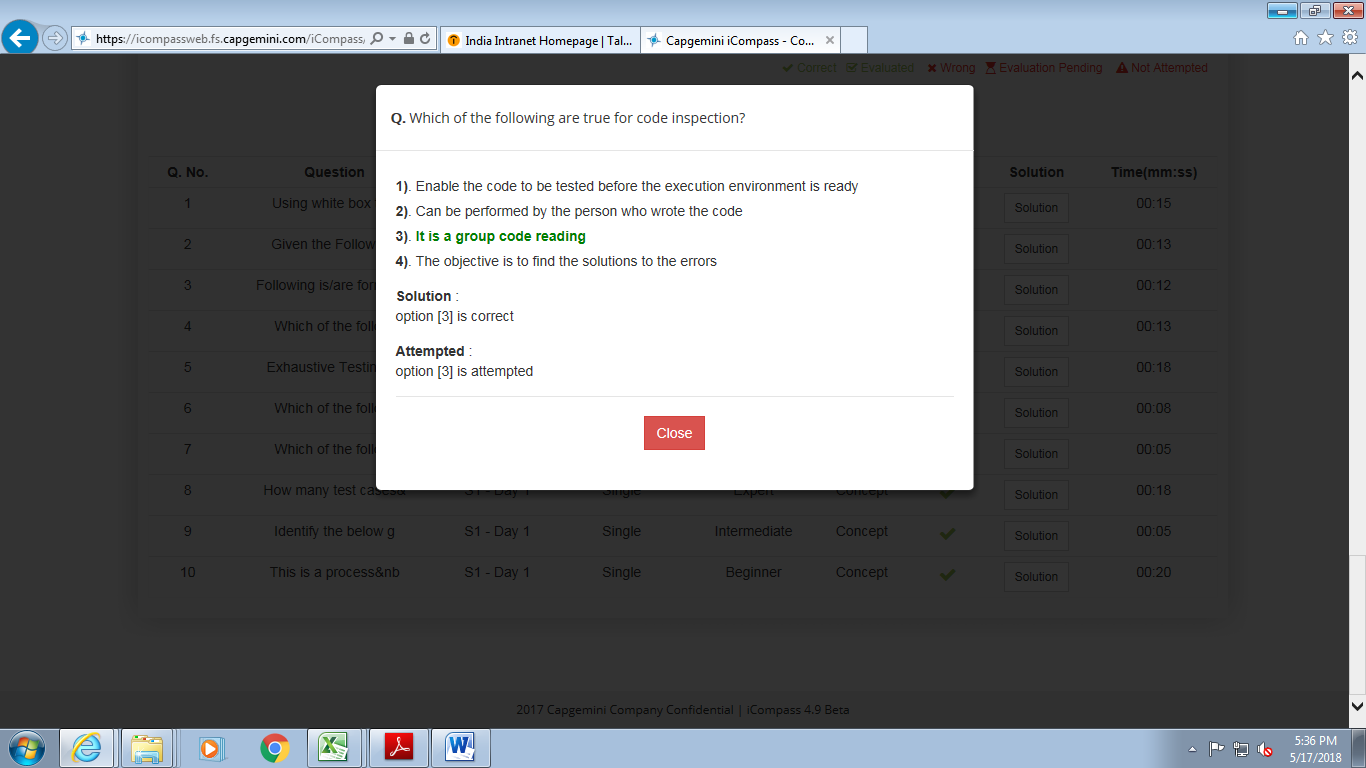 https://icompassweb.fs.capgemini.com/iCompass,
India Intranet Homepage | Tal...
Capgemini iCompass - Co...
Correct Evaluated Wrong Evaluation Pending Not Attempted
Q. Which of the following are true for code inspection?
1). Enable the code to be tested before the execution environment is ready
2). Can be performed by the person who wrote the code
3). It is a group code reading
4). The objective is to find the solutions to the errors
Solution :
option [3] is correct
Attempted :
option [3] is attempted
Close
Q. No. Question Solution Time(mm:ss)
1 Using white box Solution 00:15
2 Given the Follow Solution 00:13
3 Following is/are for Solution 00:12
4 Which of the foll Solution 00:13
5 Exhaustive Testin Solution 00:18
6 Which of the foll Solution 00:08
7 Which of the foll Solution 00:05
8 How many test cases& S1 - Day 1 Single Expert Concept Solution 00:18
9 Identify the below g S1 - Day 1 Single Intermediate Concept Solution 00:05
10 This is a process&nb S1 - Day 1 Single Beginner Concept Solution 00:20
2017 Capgemini Company Confidential | iCompass 4.9 Beta
5:36 PM
5/17/2018